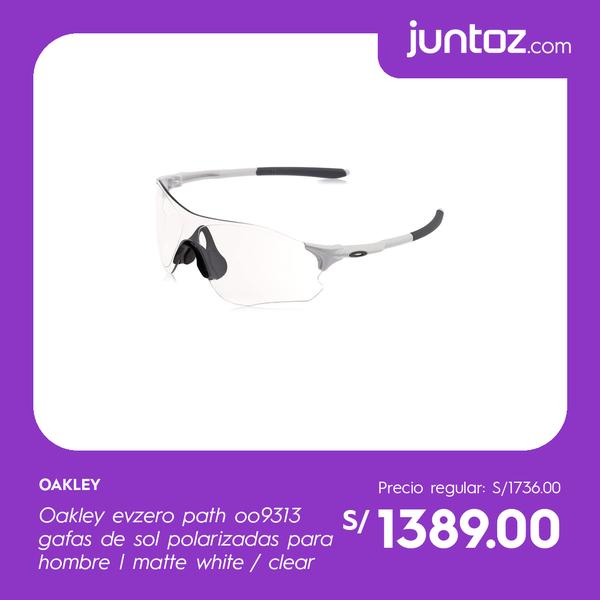 juntoz.com
OAKLEY
Oakley evzero path oo9313
gafas de sol polarizadas para
hombre | matte white / clear
Precio regular: S/1736.00
S/ 1389.00